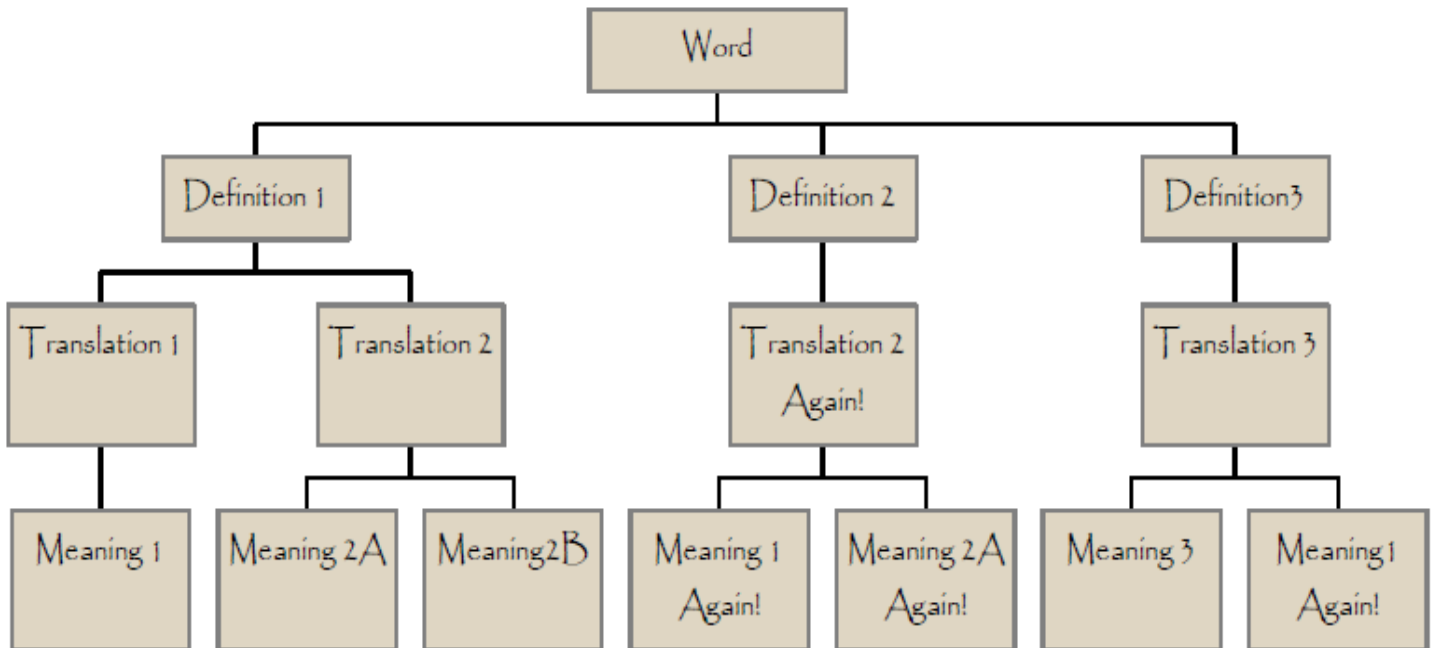 Word
Definition 1
Definition 2
Definition3
Translation 1
Translation 2
Translation 2
Again!
Translation 3
Meaning 1
Meaning 2A
Meaning2B
Meaning 1
Again!
Meaning 2A
Again!
Meaning 3
Meaning1
Again!